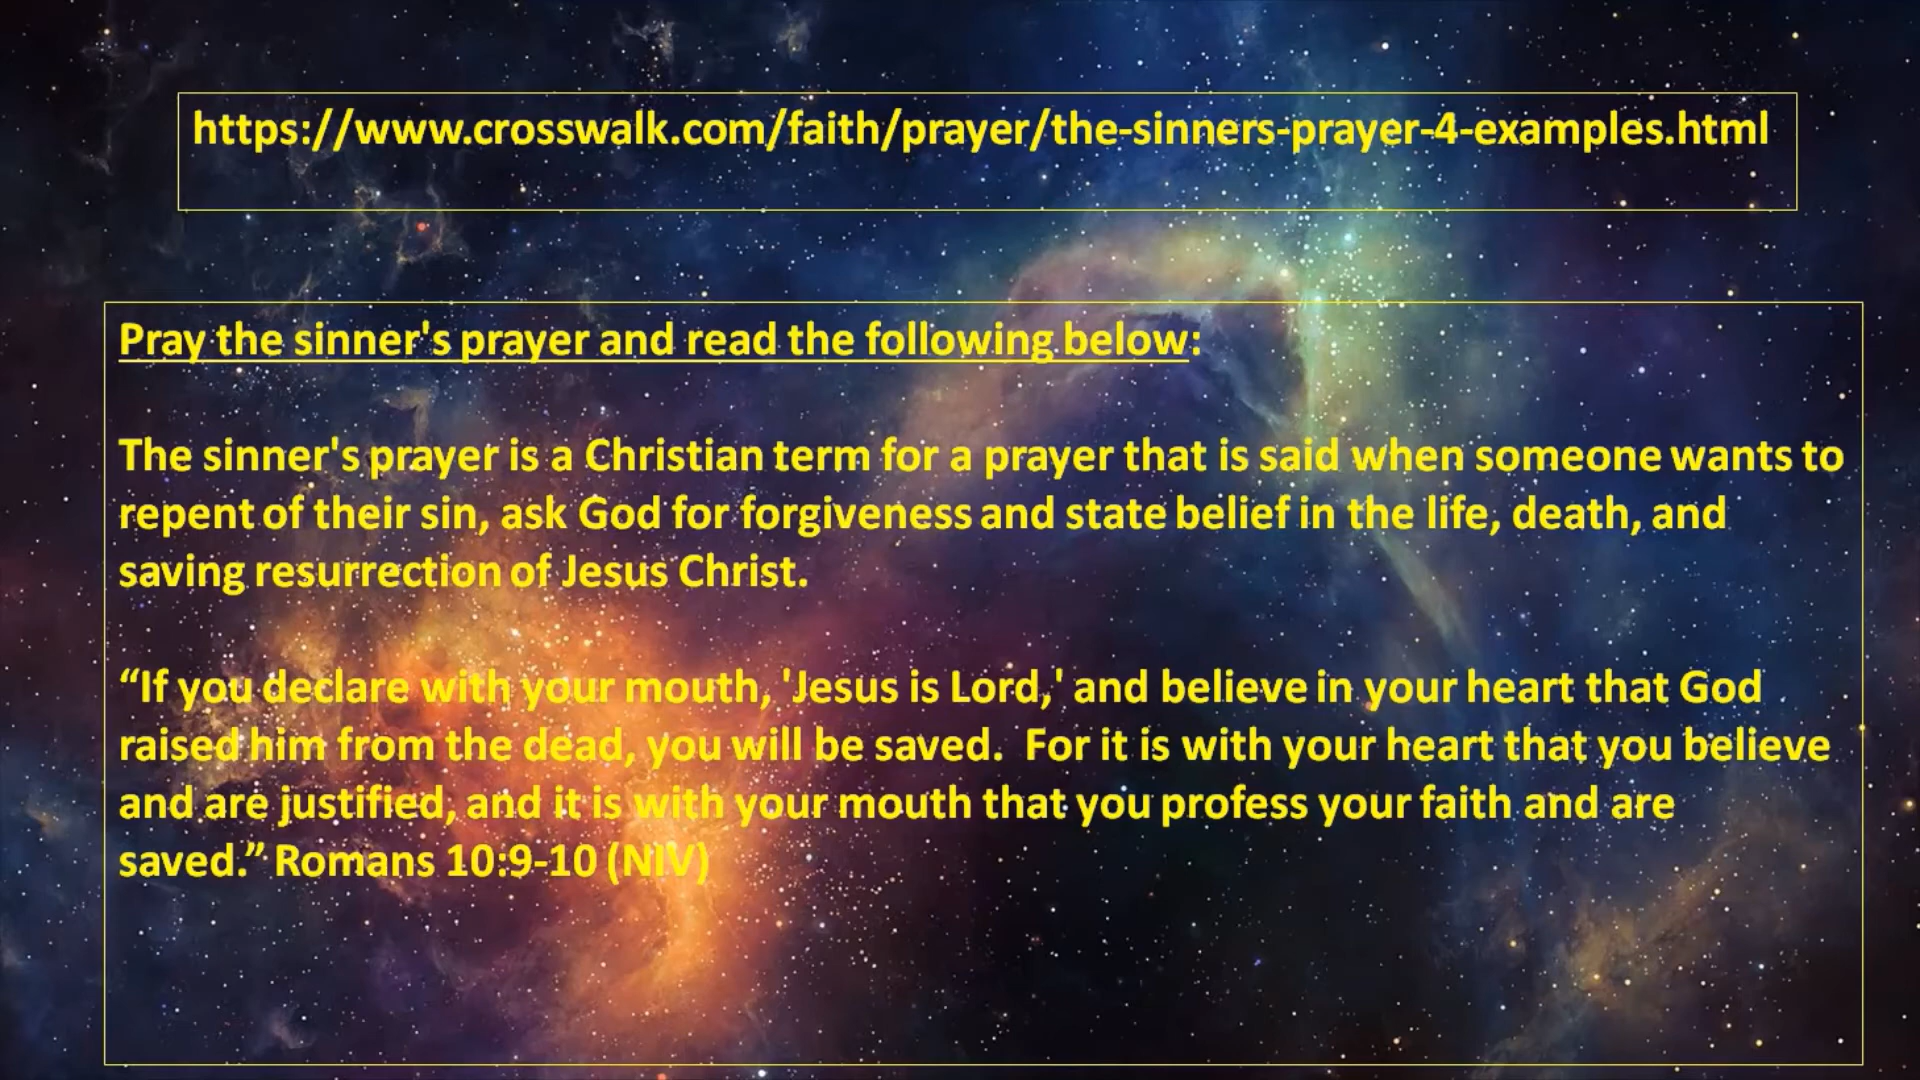 https://www.crosswalk.com/faith/prayer/the-sinners-prayer-4-examples.html
Pray the sinner's prayer and read the following below:
The sinner's prayer is a Christian term for a prayer that is said when someone wants to
repent of their sin, ask God for forgiveness and state belief in the life, death, and
saving resurrection of Jesus Christ.
“If you declare with your mouth, 'Jesus is Lord,' and believe in your heart that God
raised him from the dead, you will be saved.  For it is with your heart that you believe
and are justified, and it is with your mouth that you profess your faith and are
saved.” Romans 10:9-10 (NIV)